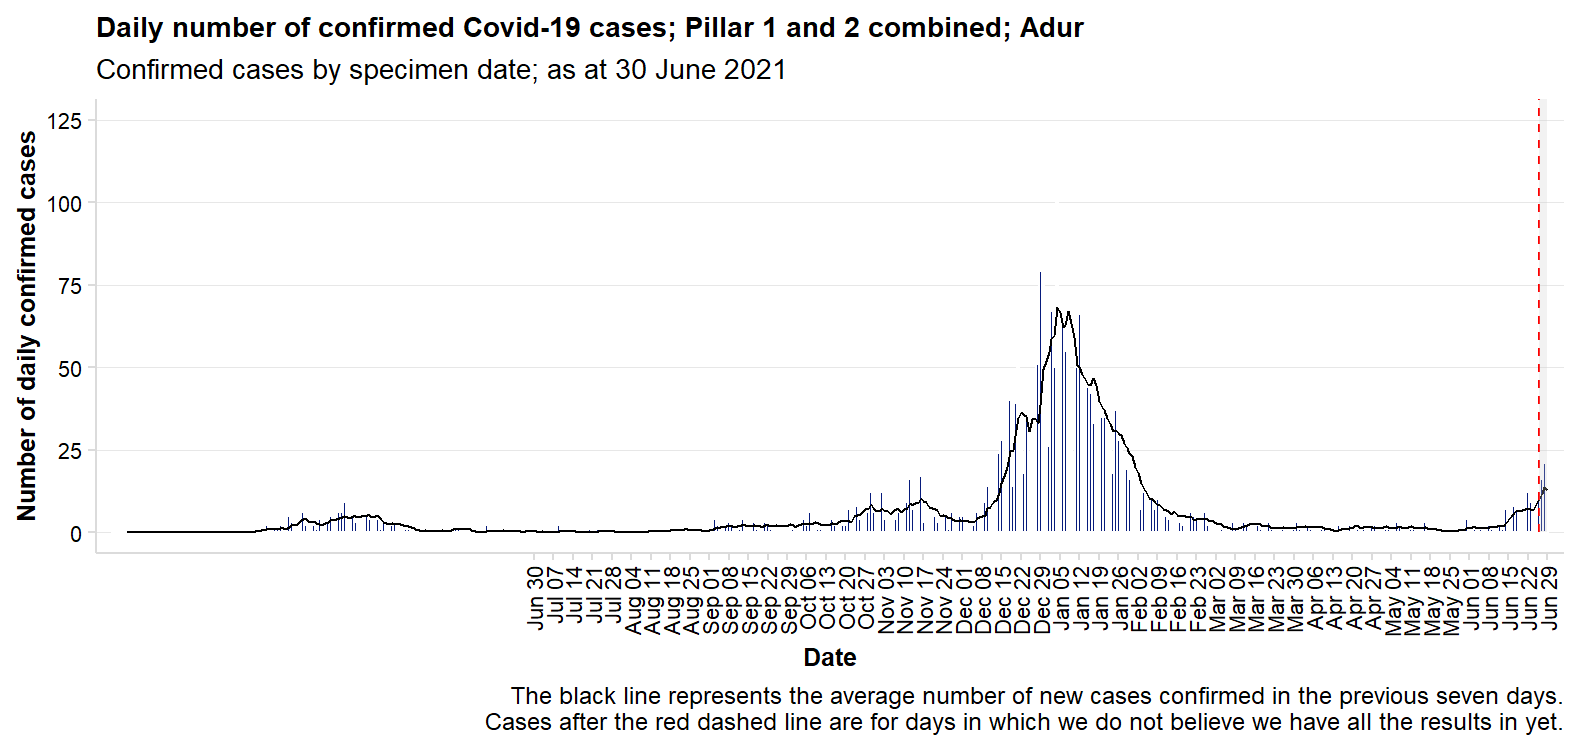 Daily number of confirmed Covid-19 cases; Pillar 1 and 2 combined; Adur
Confirmed cases by specimen date; as at 30 June 2021
Number of daily confirmed cases
125
100
75
50
25
0
Jun 30
Jul 07
Jul 14
Jul 21
Jul 28
Aug 04
Aug 11
Aug 18
Aug 25
Sep 01
Sep 08
Sep 15
Sep 22
Sep 29
Oct 06
Oct 13
Oct 20
Oct 27
Nov 03
Nov 10
Nov 17
Nov 24
Dec 01
Dec 08
Dec 15
Dec 22
Dec 29
Jan 05
Jan 12
Jan 19
Jan 26
Feb 02
Feb 09
Feb 16
Feb 23
Mar 02
Mar 09
Mar 16
Mar 23
Mar 30
Apr 06
Apr 13
Apr 20
Apr 27
May 04
May 11
May 18
May 25
Jun 01
Jun 08
Jun 15
Jun 22
Jun 29
Date
The black line represents the average number of new cases confirmed in the previous seven days.
Cases after the red dashed line are for days in which we do not believe we have all the results in yet.